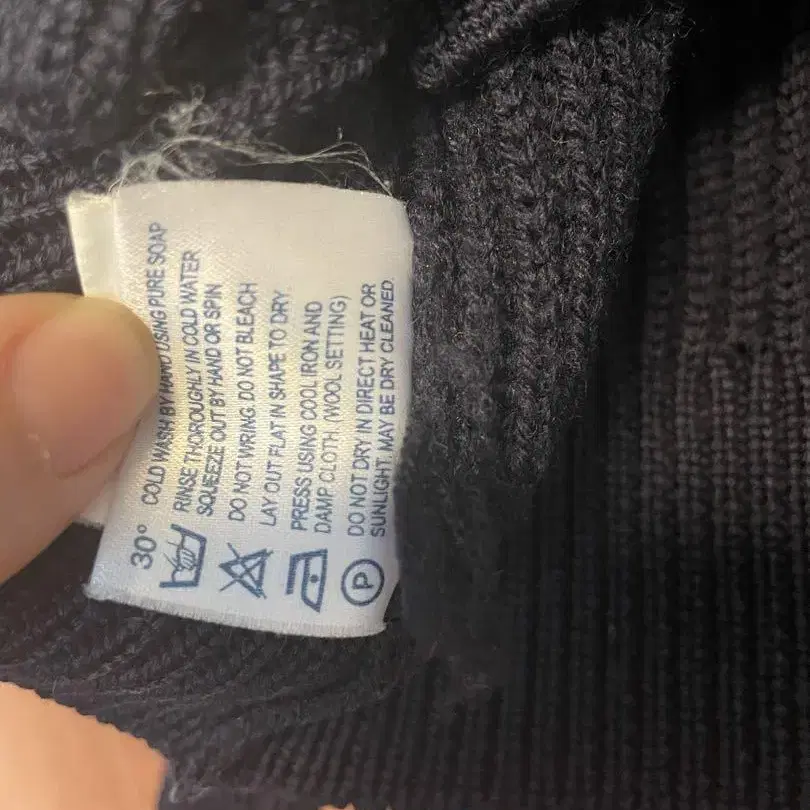 30° COLD WASH BY HAND USING PURE SOAP
RINSE THOROUGHLY IN COLD WATER
SQUEEZE OUT BY HAND OR SPIN
DO NOT WRING. DO NOT BLEACH
LAY OUT FLAT IN SHAPE TO DRY.
PRESS USING COOL IRON AND
DAMP CLOTH. (WOOL SETTING)
DO NOT DRY IN DIRECT HEAT OR
SUNLIGHT. MAY BE DRY CLEANED.
P